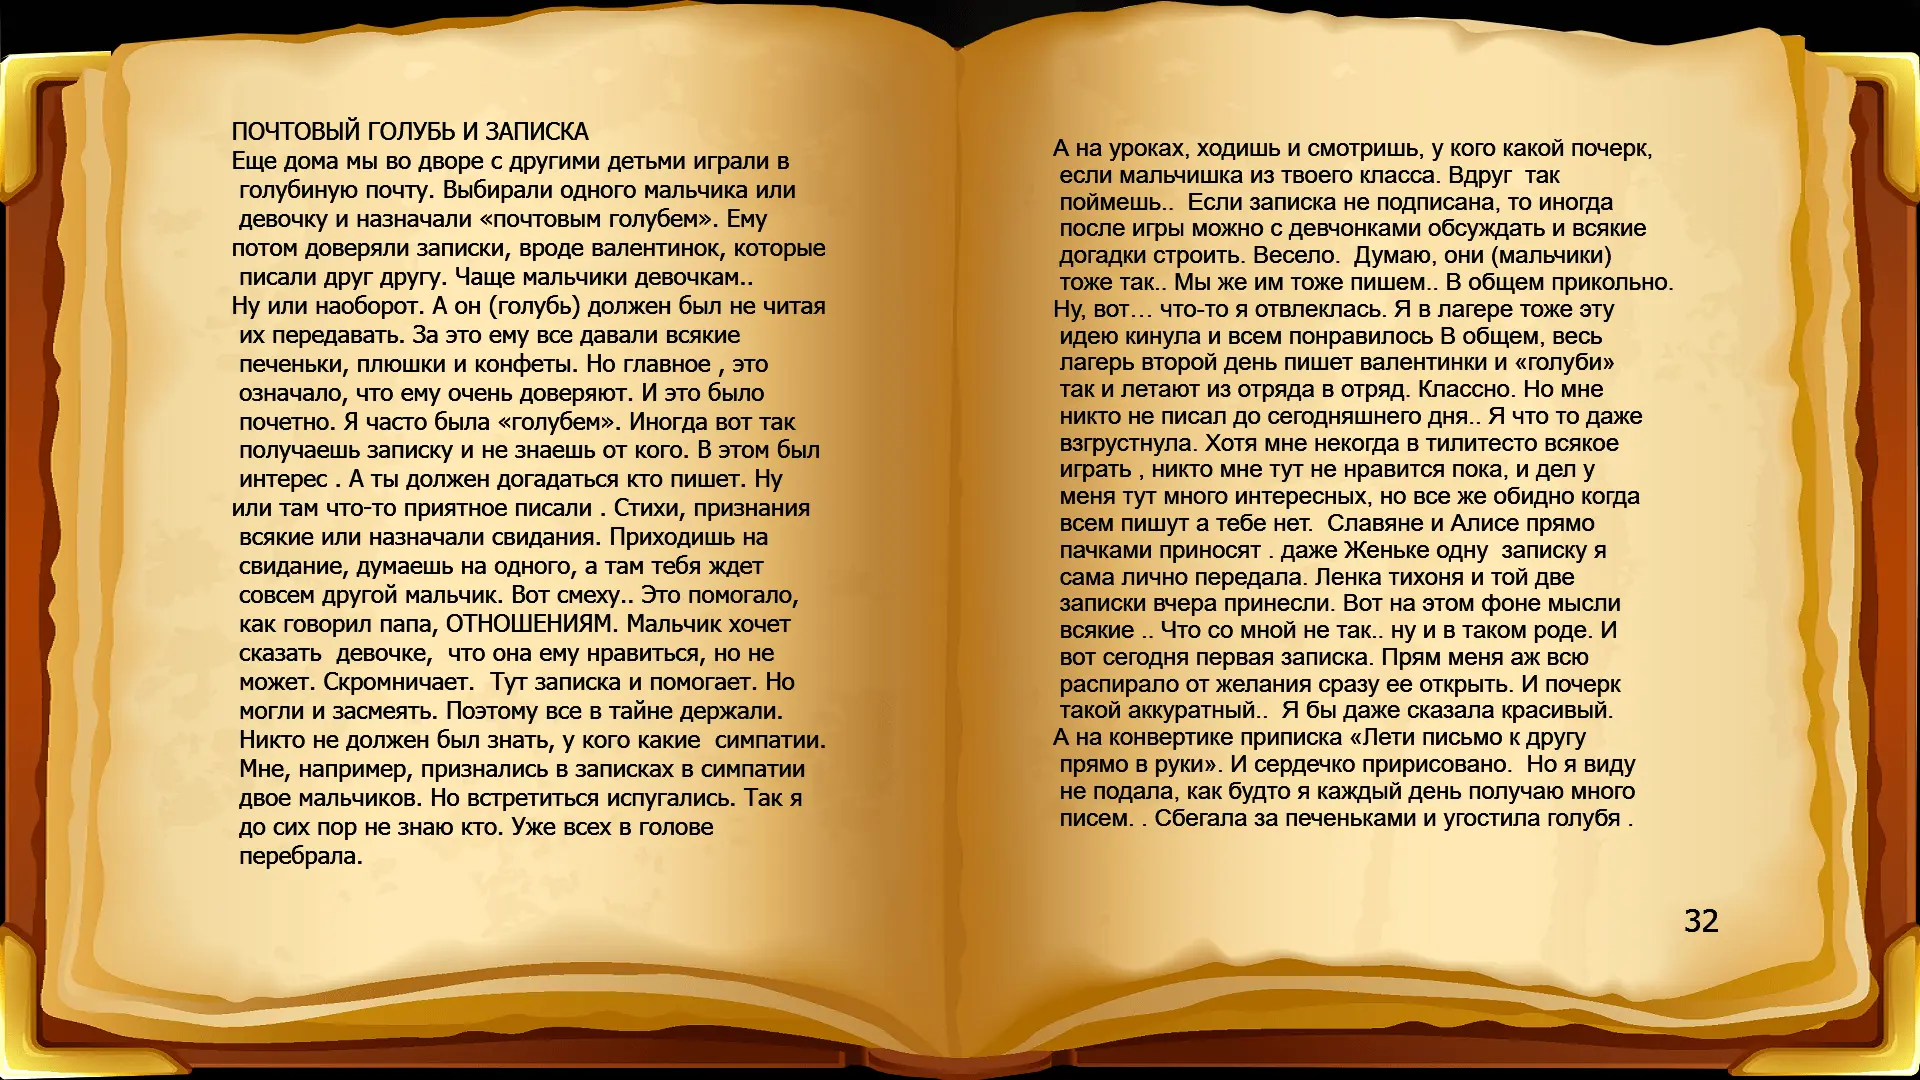 ПОЧТОВЫЙ ГОЛУБЬ И ЗАПИСКА
Еще дома мы во дворе с другими детьми играли в
голубиную почту. Выбирали одного мальчика или
девочку и назначали «почтовым голубем». Ему
потом доверяли записки, вроде валентинок, которые
писали друг другу. Чаще мальчики девочкам..
Ну или наоборот. А он (голубь) должен был не читая
их передавать. За это ему все давали всякие
печеньки, плюшки и конфеты. Но главное , это
означало, что ему очень доверяют. И это было
почетно. Я часто была «голубем». Иногда вот так
получаешь записку и не знаешь от кого. В этом был
интерес . А ты должен догадаться кто пишет. Ну
или там что-то приятное писали . Стихи, признания
всякие или назначали свидания. Приходишь на
свидание, думаешь на одного, а там тебя ждет
совсем другой мальчик. Вот смеху.. Это помогало,
как говорил папа, ОТНОШЕНИЯМ. Мальчик хочет
сказать  девочке,  что она ему нравиться, но не
может. Скромничает.  Тут записка и помогает. Но
могли и засмеять. Поэтому все в тайне держали.
Никто не должен был знать, у кого какие  симпатии.
Мне, например, признались в записках в симпатии
двое мальчиков. Но встретиться испугались. Так я
до сих пор не знаю кто. Уже всех в голове
перебрала.
А на уроках, ходишь и смотришь, у кого какой почерк,
если мальчишка из твоего класса. Вдруг  так
поймешь..  Если записка не подписана, то иногда
после игры можно с девчонками обсуждать и всякие
догадки строить. Весело.  Думаю, они (мальчики)
тоже так.. Мы же им тоже пишем.. В общем прикольно.
Ну, вот… что-то я отвлеклась. Я в лагере тоже эту
идею кинула и всем понравилось В общем, весь
лагерь второй день пишет валентинки и «голуби»
так и летают из отряда в отряд. Классно. Но мне
никто не писал до сегодняшнего дня.. Я что то даже
взгрустнула. Хотя мне некогда в тилитесто всякое
играть , никто мне тут не нравится пока, и дел у
меня тут много интересных, но все же обидно когда
всем пишут а тебе нет.  Славяне и Алисе прямо
пачками приносят . даже Женьке одну  записку я
сама лично передала. Ленка тихоня и той две
записки вчера принесли. Вот на этом фоне мысли
всякие .. Что со мной не так.. ну и в таком роде. И
вот сегодня первая записка. Прям меня аж всю
распирало от желания сразу ее открыть. И почерк
такой аккуратный..  Я бы даже сказала красивый.
А на конвертике приписка «Лети письмо к другу
прямо в руки». И сердечко пририсовано.  Но я виду
не подала, как будто я каждый день получаю много
писем. . Сбегала за печеньками и угостила голубя .
32